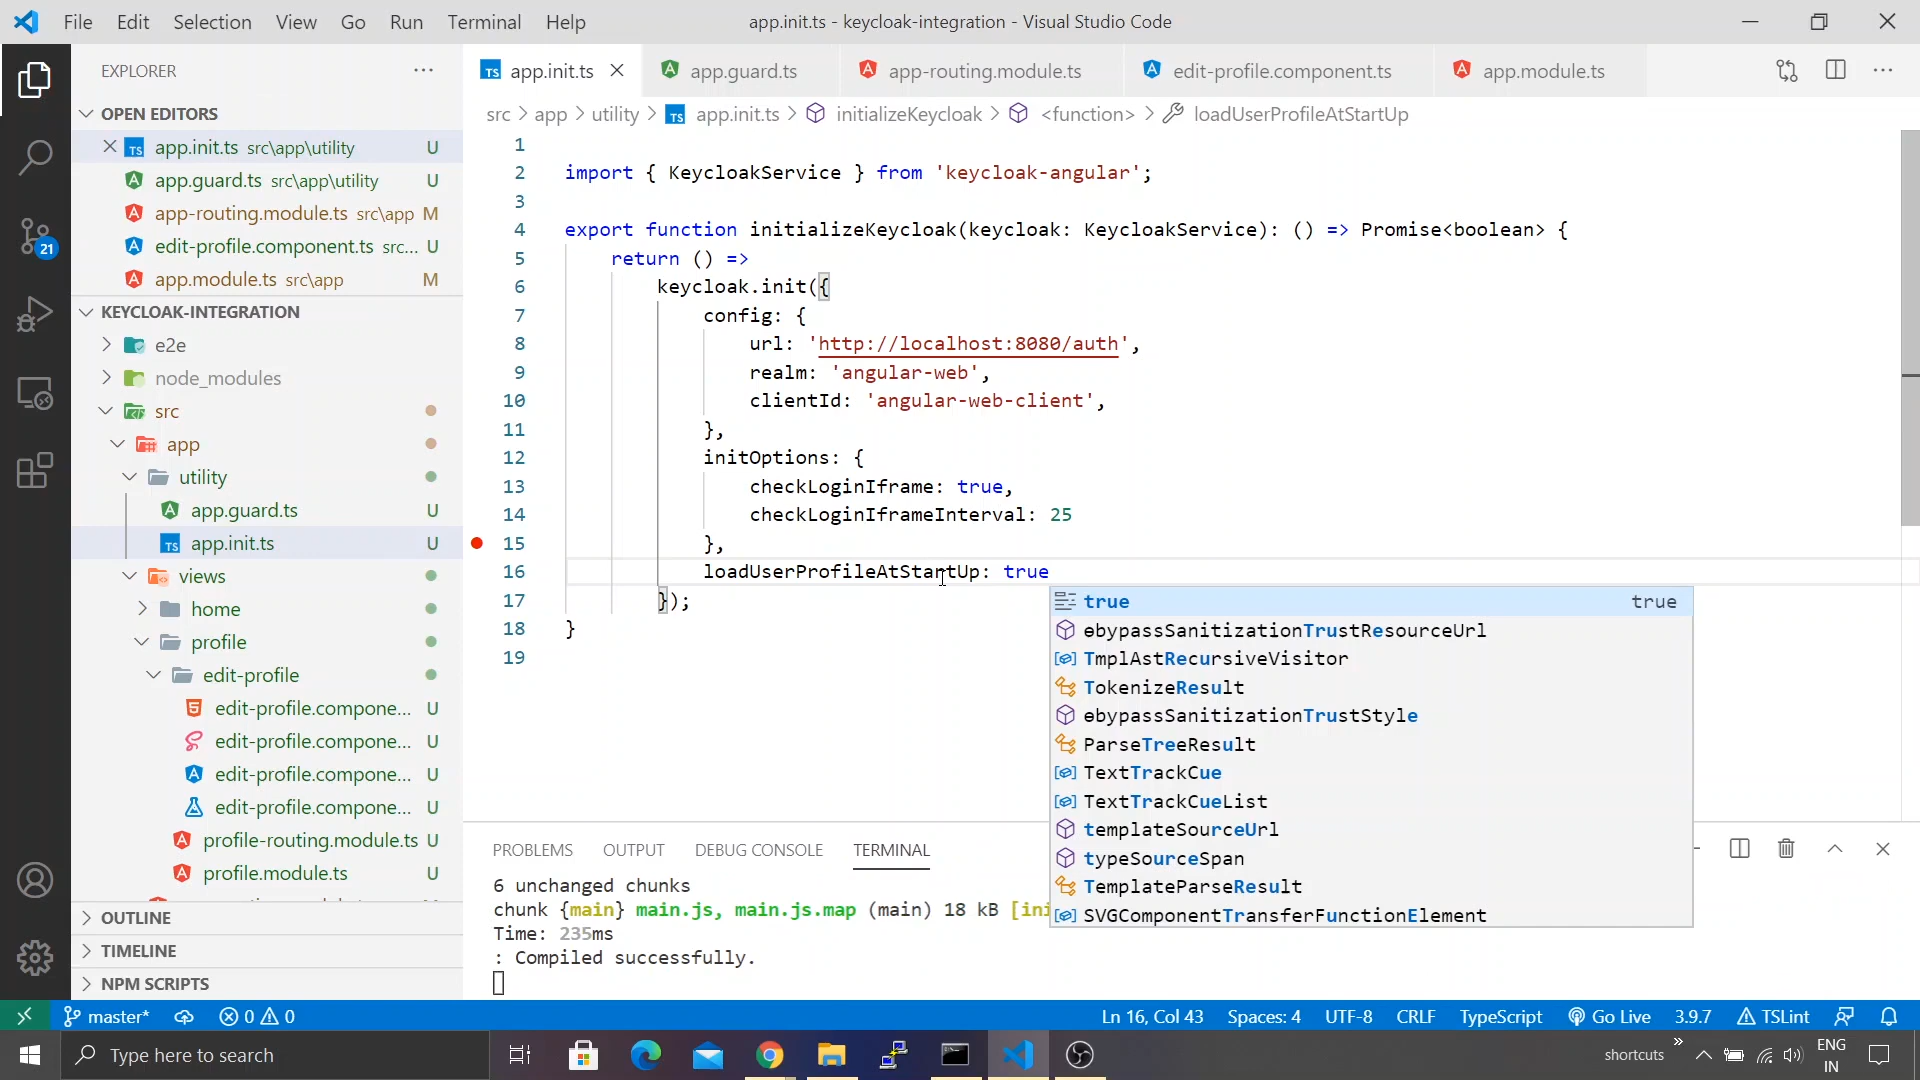 File Edit Selection View Go Run Terminal Help app.init.ts - keycloak-integration - Visual Studio Code
EXPLORER
OPEN EDITORS
app.init.ts src\app\utility U
app.guard.ts src\app\utility U
app-routing.module.ts src\app M
edit-profile.component.ts src... U
app.module.ts src\app M
KEYCLOAK-INTEGRATION
e2e
node_modules
src
app
utility
app.guard.ts U
app.init.ts U
views
home
profile
edit-profile
edit-profile.compone... U
edit-profile.compone... U
edit-profile.compone... U
edit-profile.compone... U
profile-routing.module.ts U
profile.module.ts U
OUTLINE
TIMELINE
NPM SCRIPTS
21
TS app.init.ts app.guard.ts app-routing.module.ts edit-profile.component.ts app.module.ts
src > app > utility > TS app.init.ts > initializeKeycloak > <function> > loadUserProfileAtStartUp
1
2 import { KeycloakService } from 'keycloak-angular';
3
4 export function initializeKeycloak(keycloak: KeycloakService): () => Promise<boolean> {
5 return () =>
6 keycloak.init({
7 config: {
8 url: 'http://localhost:8080/auth',
9 realm: 'angular-web',
10 clientId: 'angular-web-client',
11 },
12 initOptions: {
13 checkLoginIframe: true,
14 checkLoginIframeInterval: 25
15 },
16 loadUserProfileAtStartUp: true
17 });
18 }
19
true true
ɵbypassSanitizationTrustResourceUrl
TmplAstRecursiveVisitor
TokenizeResult
ɵbypassSanitizationTrustStyle
ParseTreeResult
TextTrackCue
TextTrackCueList
templateSourceUrl
typeSourceSpan
TemplateParseResult
SVGComponentTransferFunctionElement
PROBLEMS OUTPUT DEBUG CONSOLE TERMINAL
6 unchanged chunks
chunk {main} main.js, main.js.map (main) 18 kB [ini
Time: 235ms
: Compiled successfully.
master* 0 0 Ln 16, Col 43 Spaces: 4 UTF-8 CRLF TypeScript Go Live 3.9.7 TSLint
Type here to search shortcuts » ENG
IN